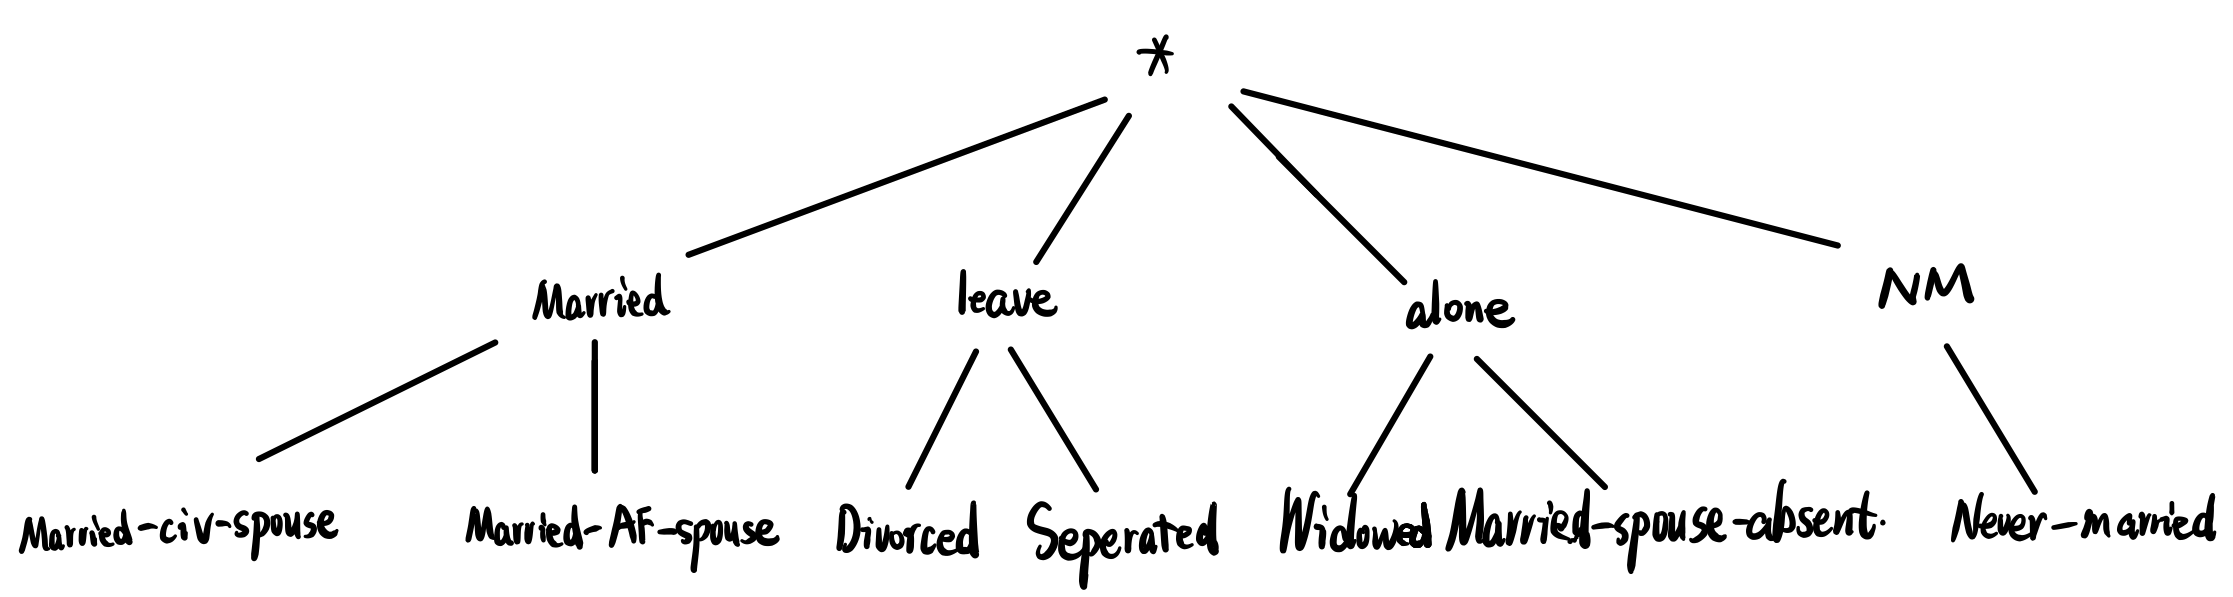 *
Married leave alone NM
Married-civ-spouse Married-AF-spouse Divorced Seperated Widowed Married-spouse-absent. Never-married